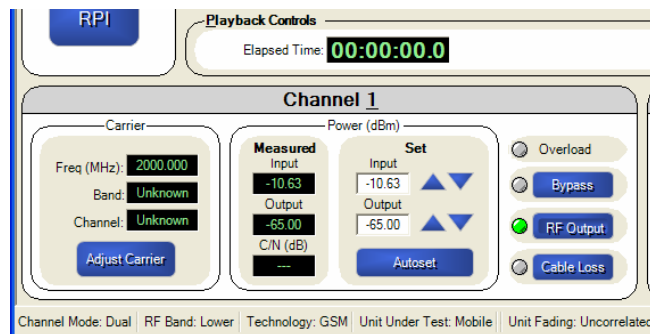 RPI
Playback Controls
Elapsed Time: 00:00:00.0
Channel 1
Carrier
Freq (MHz): 2000.000
Band: Unknown
Channel: Unknown
Adjust Carrier
Power (dBm)
Measured
Input
-10.63
Output
-65.00
C/N (dB)
---
Set
Input
-10.63
Output
-65.00
Autoset
Overload
Bypass
RF Output
Cable Loss
Channel Mode: Dual RF Band: Lower Technology: GSM Unit Under Test: Mobile Unit Fading: Uncorrelated